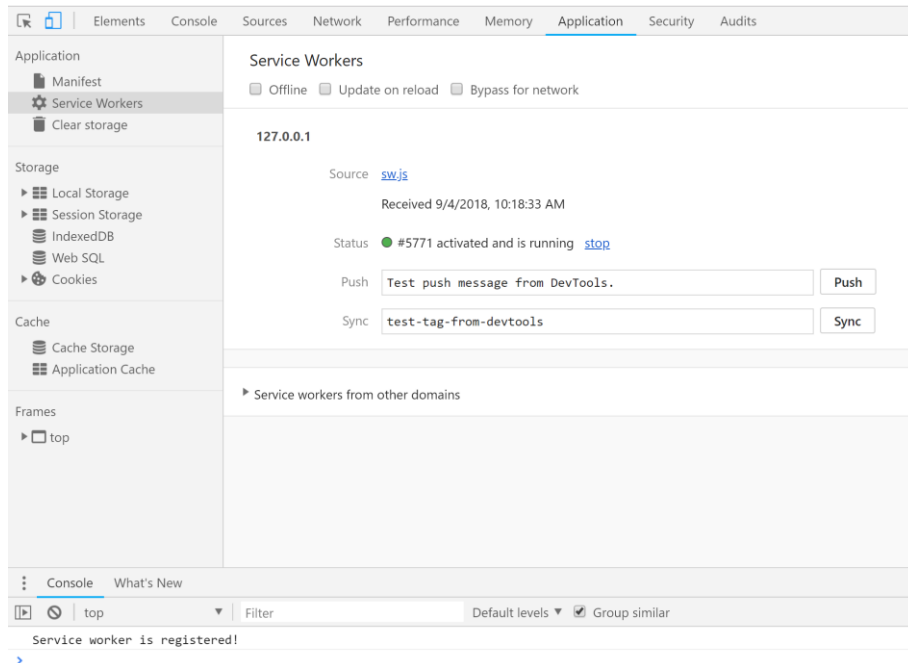 Elements Console Sources Network Performance Memory Application Security Audits
Application
Manifest
Service Workers
Clear storage
Storage
Local Storage
Session Storage
IndexedDB
Web SQL
Cookies
Cache
Cache Storage
Application Cache
Frames
top
Service Workers
Offline Update on reload Bypass for network
127.0.0.1
Source sw.js
Received 9/4/2018, 10:18:33 AM
Status #5771 activated and is running stop
Push Test push message from DevTools. Push
Sync test-tag-from-devtools Sync
Service workers from other domains
Console What's New
top Filter Default levels Group similar
Service worker is registered!